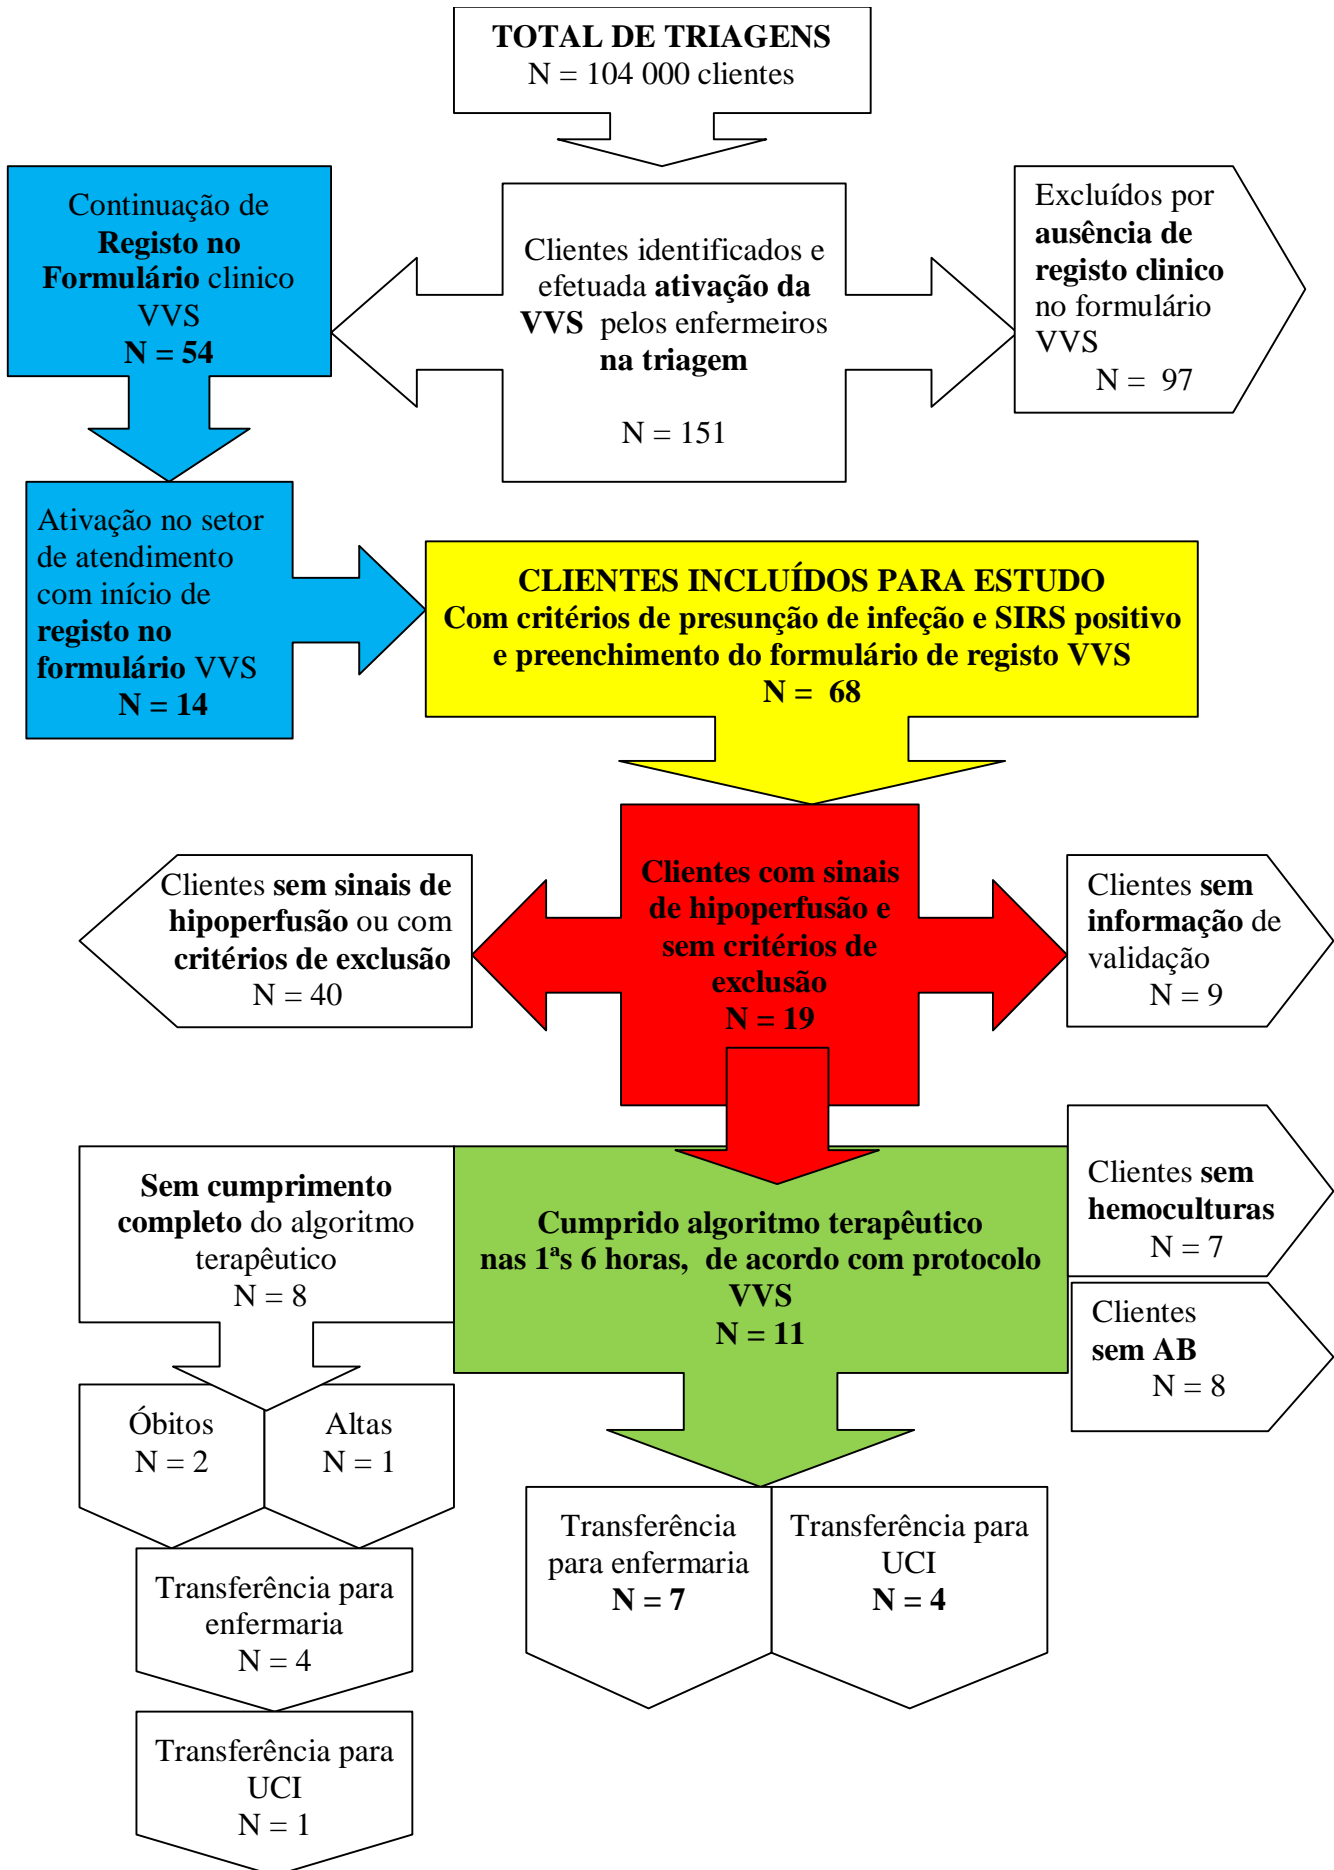 TOTAL DE TRIAGENS
N = 104 000 clientes
Continuação de
Registo no
Formulário clinico
VVS
N = 54
Clientes identificados e
efetuada ativação da
VVS pelos enfermeiros
na triagem
N = 151
Excluídos por
ausência de
registo clinico
no formulário
VVS
N = 97
Ativação no setor
de atendimento
com início de
registo no
formulário VVS
N = 14
CLIENTES INCLUÍDOS PARA ESTUDO
Com critérios de presunção de infeção e SIRS positivo
e preenchimento do formulário de registo VVS
N = 68
Clientes sem sinais de
hipoperfusão ou com
critérios de exclusão
N = 40
Clientes com sinais
de hipoperfusão e
sem critérios de
exclusão
N = 19
Clientes sem
informação de
validação
N = 9
Sem cumprimento
completo do algoritmo
terapêutico
N = 8
Cumprido algoritmo terapêutico
nas 1ªs 6 horas, de acordo com protocolo
VVS
N = 11
Clientes sem
hemoculturas
N = 7
Clientes
sem AB
N = 8
Óbitos
N = 2
Altas
N = 1
Transferência para
enfermaria
N = 4
Transferência para
UCI
N = 1
Transferência
para enfermaria
N = 7
Transferência para
UCI
N = 4